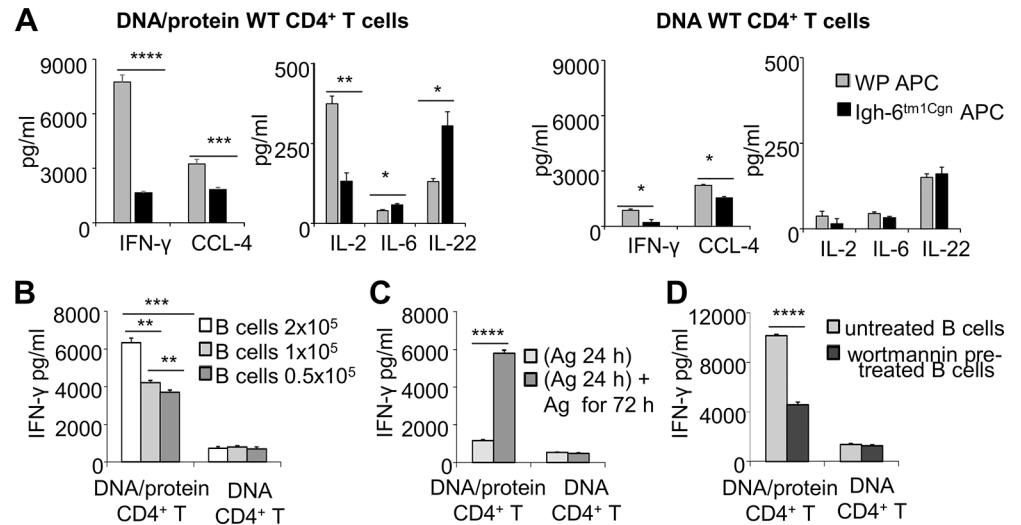 A
DNA/protein WT CD4⁺ T cells
DNA WT CD4⁺ T cells
pg/ml
9000
6000
3000
0
****
***
IFN-γ CCL-4
pg/ml
500
250
0
**
*
*
IL-2 IL-6 IL-22
pg/ml
9000
6000
3000
0
*
*
IFN-γ CCL-4
pg/ml
500
250
0
IL-2 IL-6 IL-22
WP APC
Igh-6ᵗᵐ¹ᶜᵍⁿ APC
B
IFN-γ pg/ml
8000
6000
4000
2000
0
***
**
**
B cells 2x10⁵
B cells 1x10⁵
B cells 0.5x10⁵
DNA/protein DNA
CD4⁺ T CD4⁺ T
C
IFN-γ pg/ml
8000
6000
4000
2000
0
****
(Ag 24 h)
(Ag 24 h) +
Ag for 72 h
DNA/protein DNA
CD4⁺ T CD4⁺ T
D
IFN-γ pg/ml
12000
8000
4000
0
****
untreated B cells
wortmannin pre-
treated B cells
DNA/protein DNA
CD4⁺ T CD4⁺ T